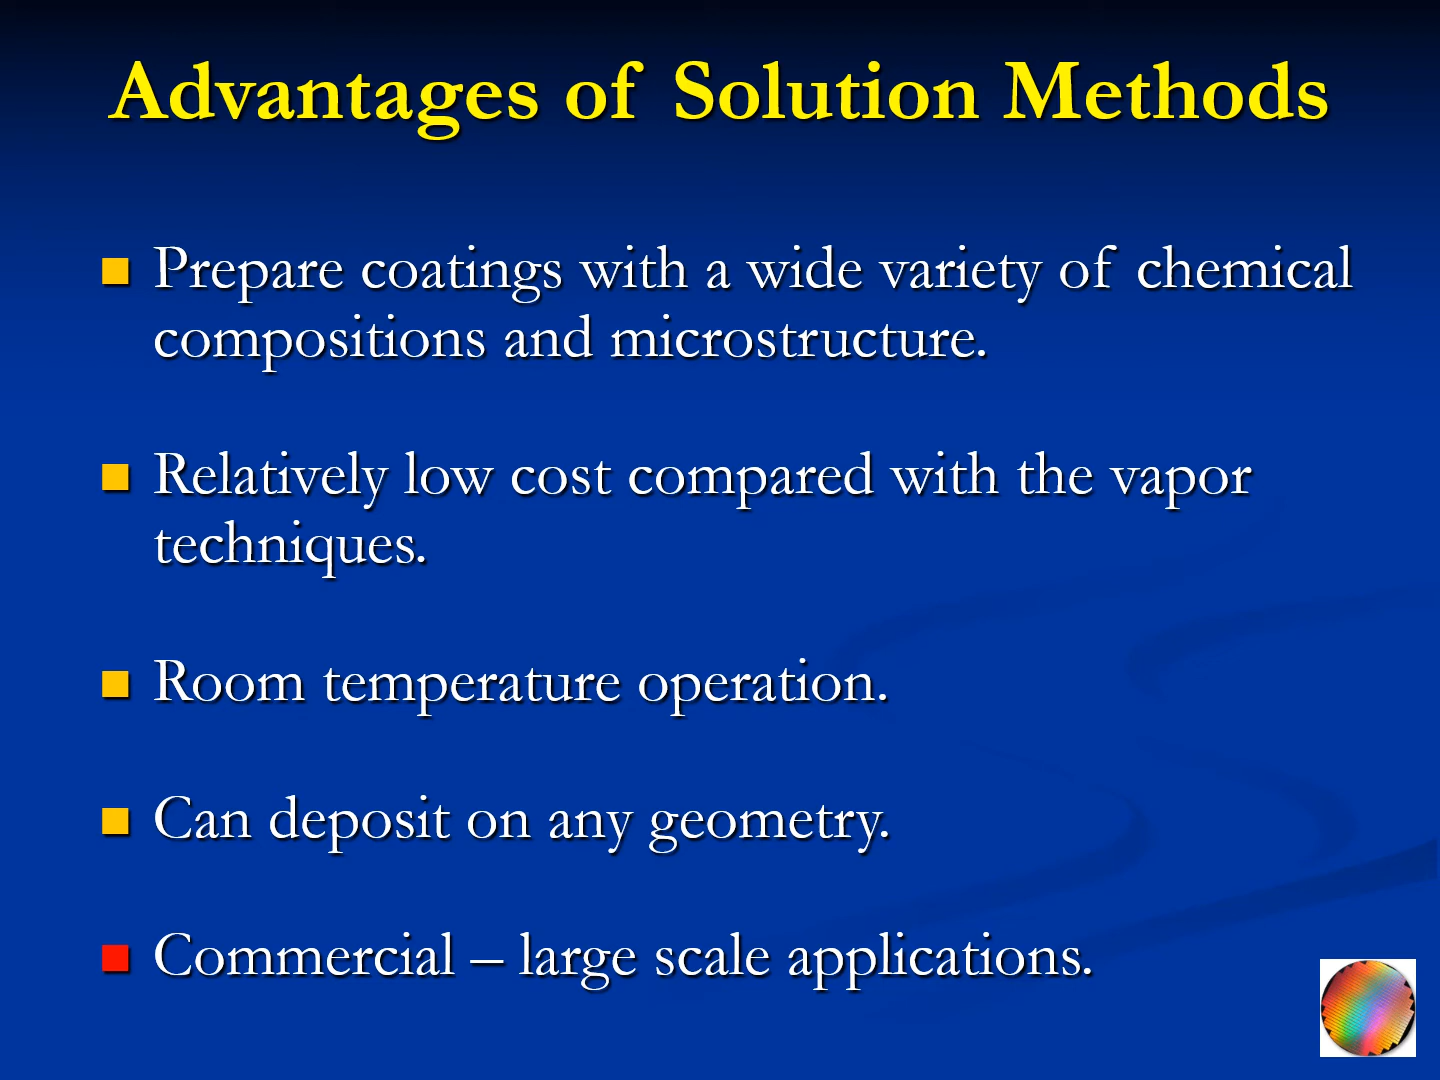 Advantages of Solution Methods
Prepare coatings with a wide variety of chemical
compositions and microstructure.
Relatively low cost compared with the vapor
techniques.
Room temperature operation.
Can deposit on any geometry.
Commercial – large scale applications.